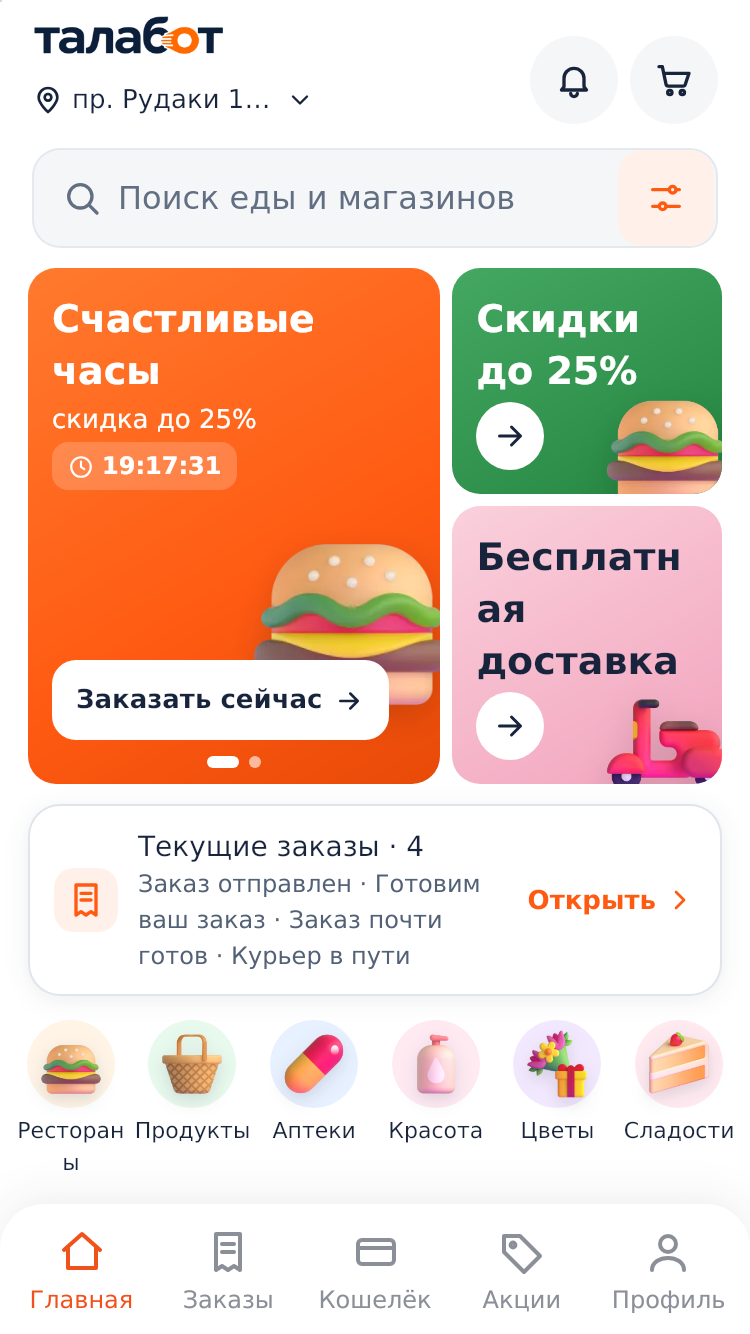 талабот
пр. Рудаки 1...
Поиск еды и магазинов
Счастливые
часы
скидка до 25%
19:17:31
Заказать сейчас
Скидки
до 25%
Бесплатн
ая
доставка
Текущие заказы · 4
Заказ отправлен · Готовим
ваш заказ · Заказ почти
готов · Курьер в пути
Открыть
Ресторан
ы
Продукты
Аптеки
Красота
Цветы
Сладости
Главная
Заказы
Кошелёк
Акции
Профиль